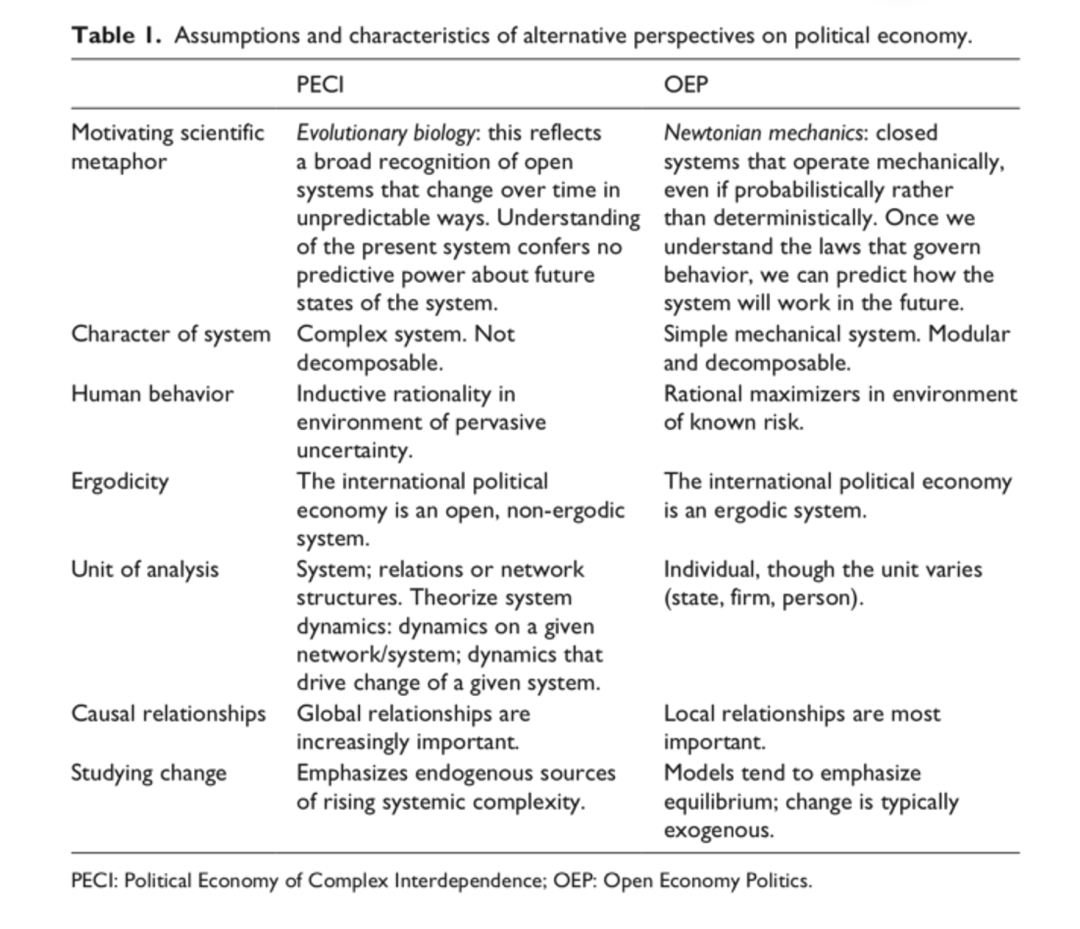 Table 1. Assumptions and characteristics of alternative perspectives on political economy.
PECI OEP
Motivating scientific metaphor
Evolutionary biology: this reflects
a broad recognition of open
systems that change over time in
unpredictable ways. Understanding
of the present system confers no
predictive power about future
states of the system.
Newtonian mechanics: closed
systems that operate mechanically,
even if probabilistically rather
than deterministically. Once we
understand the laws that govern
behavior, we can predict how the
system will work in the future.
Character of system
Complex system. Not
decomposable.
Simple mechanical system. Modular
and decomposable.
Human behavior
Inductive rationality in
environment of pervasive
uncertainty.
Rational maximizers in environment
of known risk.
Ergodicity
The international political
economy is an open, non-ergodic
system.
The international political economy
is an ergodic system.
Unit of analysis
System; relations or network
structures. Theorize system
dynamics: dynamics on a given
network/system; dynamics that
drive change of a given system.
Individual, though the unit varies
(state, firm, person).
Causal relationships
Global relationships are
increasingly important.
Local relationships are most
important.
Studying change
Emphasizes endogenous sources
of rising systemic complexity.
Models tend to emphasize
equilibrium; change is typically
exogenous.
PECI: Political Economy of Complex Interdependence; OEP: Open Economy Politics.